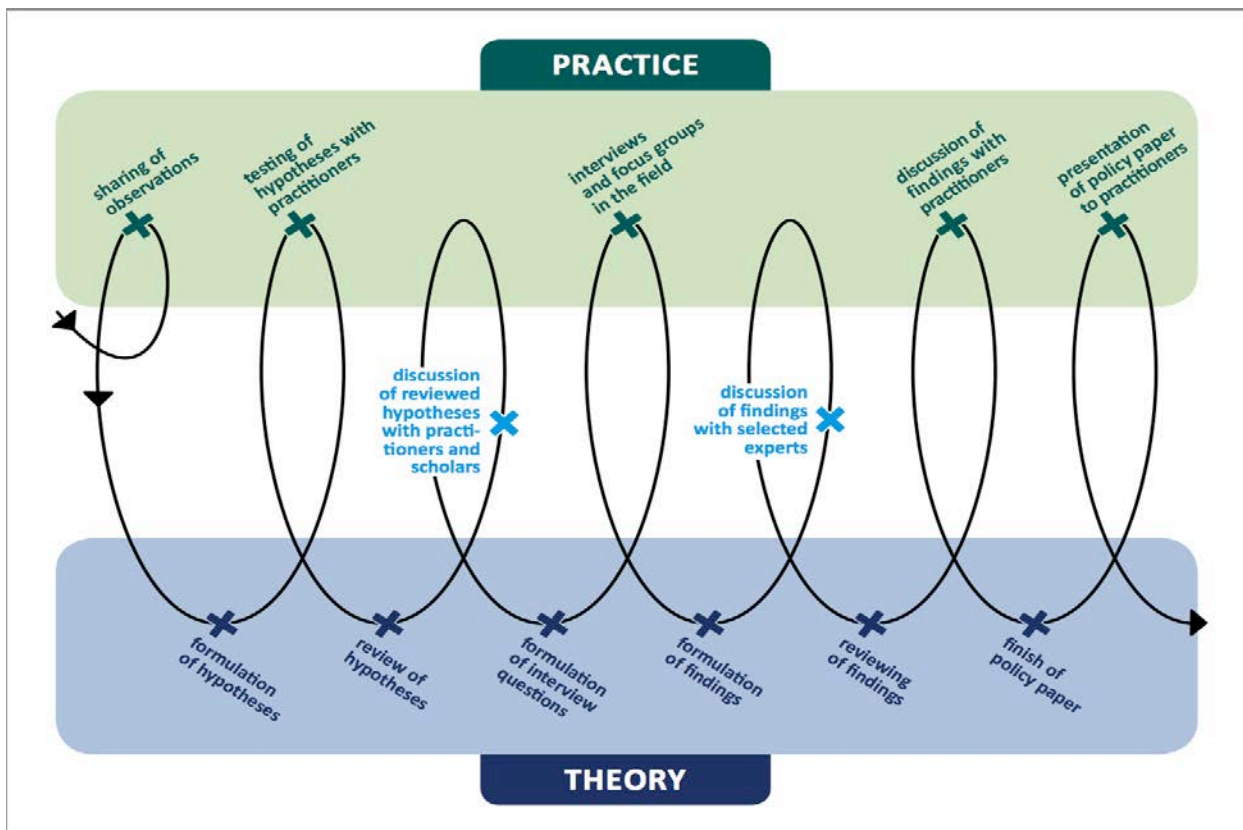 PRACTICE
sharing of
observations
testing of
hypotheses with
practitioners
interviews
and focus groups
in the field
discussion of
findings with
practitioners
presentation
of policy paper
to practitioners
discussion
of reviewed
hypotheses
with practi-
tioners and
scholars
discussion
of findings
with selected
experts
formulation
of hypotheses
review of
hypotheses
formulation
of interview
questions
formulation
of findings
reviewing
of findings
finish of
policy paper
THEORY